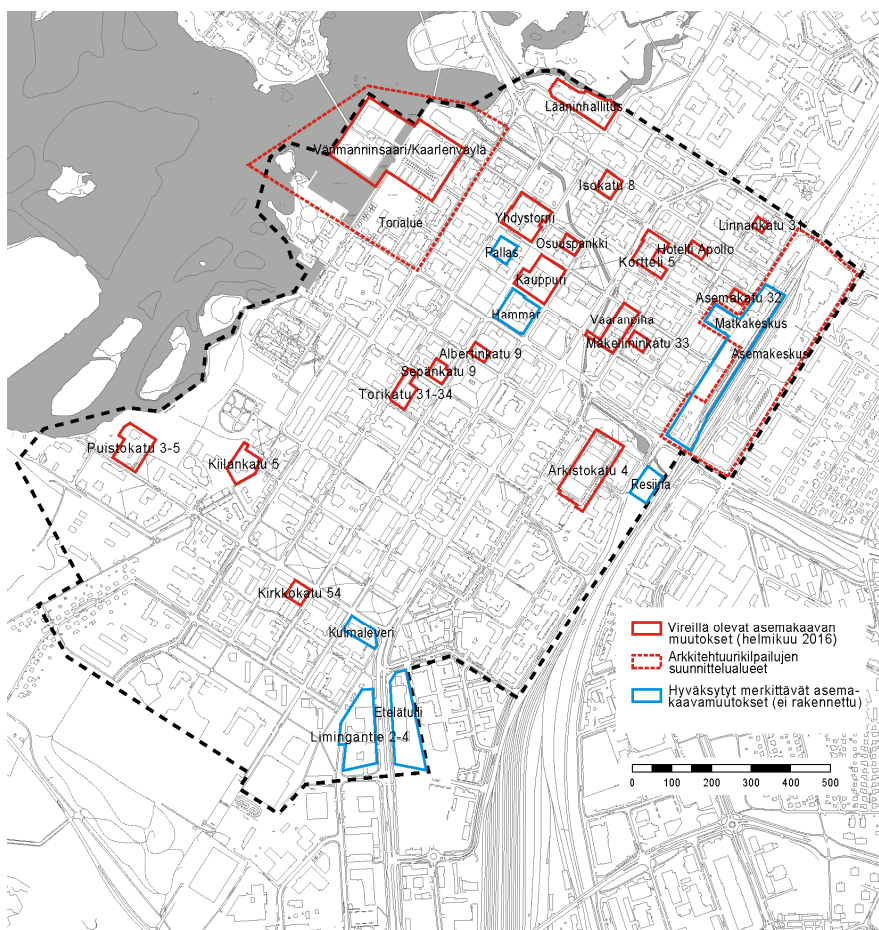 Lääninhallitus
Vänmanninsaari/Kaarlenväylä
Isokatu 8
Torialue
Yhdystorni
Linnankatu 3
Pallas
Osuuspankki
Hotelli Apollo
Kortteli 5
Kauppuri
Asemakatu 32
Hammar
Vaaranpiha
Matkakeskus
Mäkelininkatu 33
Albertinkatu 9
Asemakeskus
Sepänkatu 9
Torikatu 31-34
Puistokatu 3-5
Kiilankatu 5
Arkistokatu 4
Resiina
Kirkkokatu 54
Kulmaleveri
Etelätulli
Limingantie 2-4
Vireillä olevat asemakaavan
muutokset (helmikuu 2016)
Arkkitehtuurikilpailujen
suunnittelualueet
Hyväksytyt merkittävät asema-
kaavamuutokset (ei rakennettu)
0 100 200 300 400 500